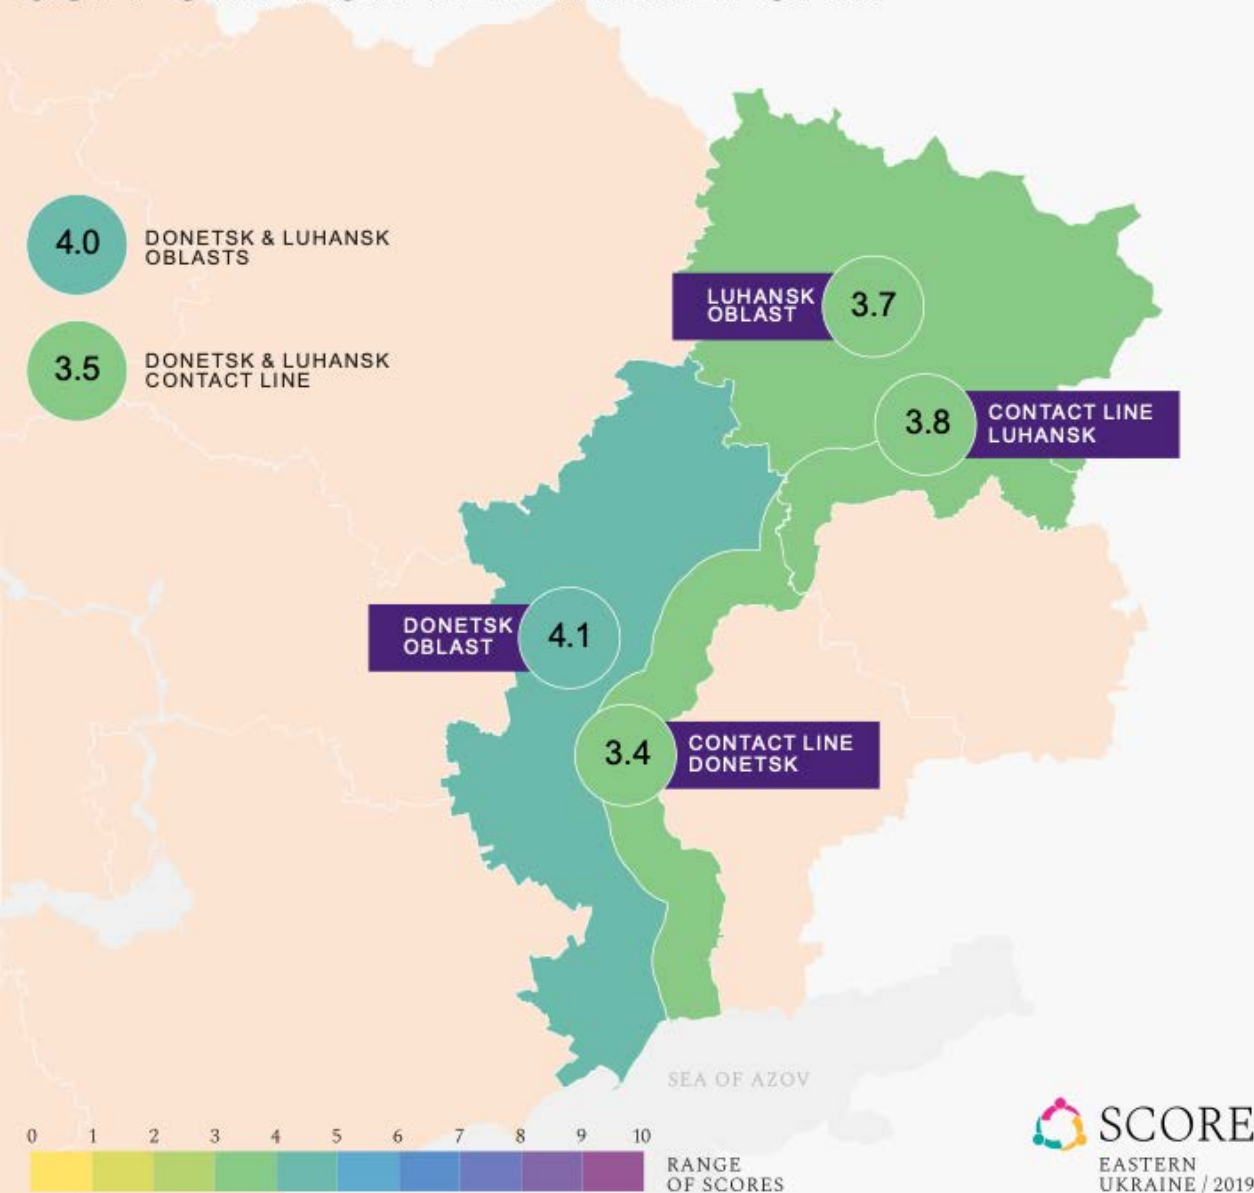 4.0
DONETSK & LUHANSK
OBLASTS
3.5
DONETSK & LUHANSK
CONTACT LINE
LUHANSK
OBLAST
3.7
3.8
CONTACT LINE
LUHANSK
DONETSK
OBLAST
4.1
3.4
CONTACT LINE
DONETSK
SEA OF AZOV
0 1 2 3 4 5 6 7 8 9 10
RANGE
OF SCORES
SCORE
EASTERN
UKRAINE / 2019